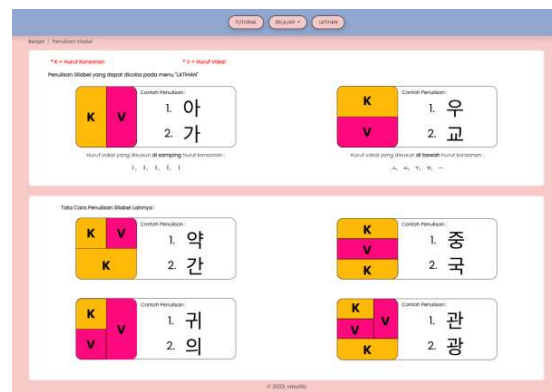 TUTORIAL BELAJAR LATIHAN
Belajar / Penulisan Silabel
* K = Huruf Konsonan * V = Huruf Vokal
Penulisan Silabel yang dapat dicoba pada menu "LATIHAN"
K V
Contoh Penulisan :
1. 아
2. 가
Huruf vokal yang disusun di samping huruf konsonan :
K
V
Contoh Penulisan :
1. 우
2. 교
Huruf vokal yang disusun di bawah huruf konsonan :
Tata Cara Penulisan Silabel Lainnya :
K V
K
Contoh Penulisan :
1. 약
2. 간
K
V
K
Contoh Penulisan :
1. 중
2. 국
K
V V
Contoh Penulisan :
1. 귀
2. 의
K
V V
K
Contoh Penulisan :
1. 관
2. 광